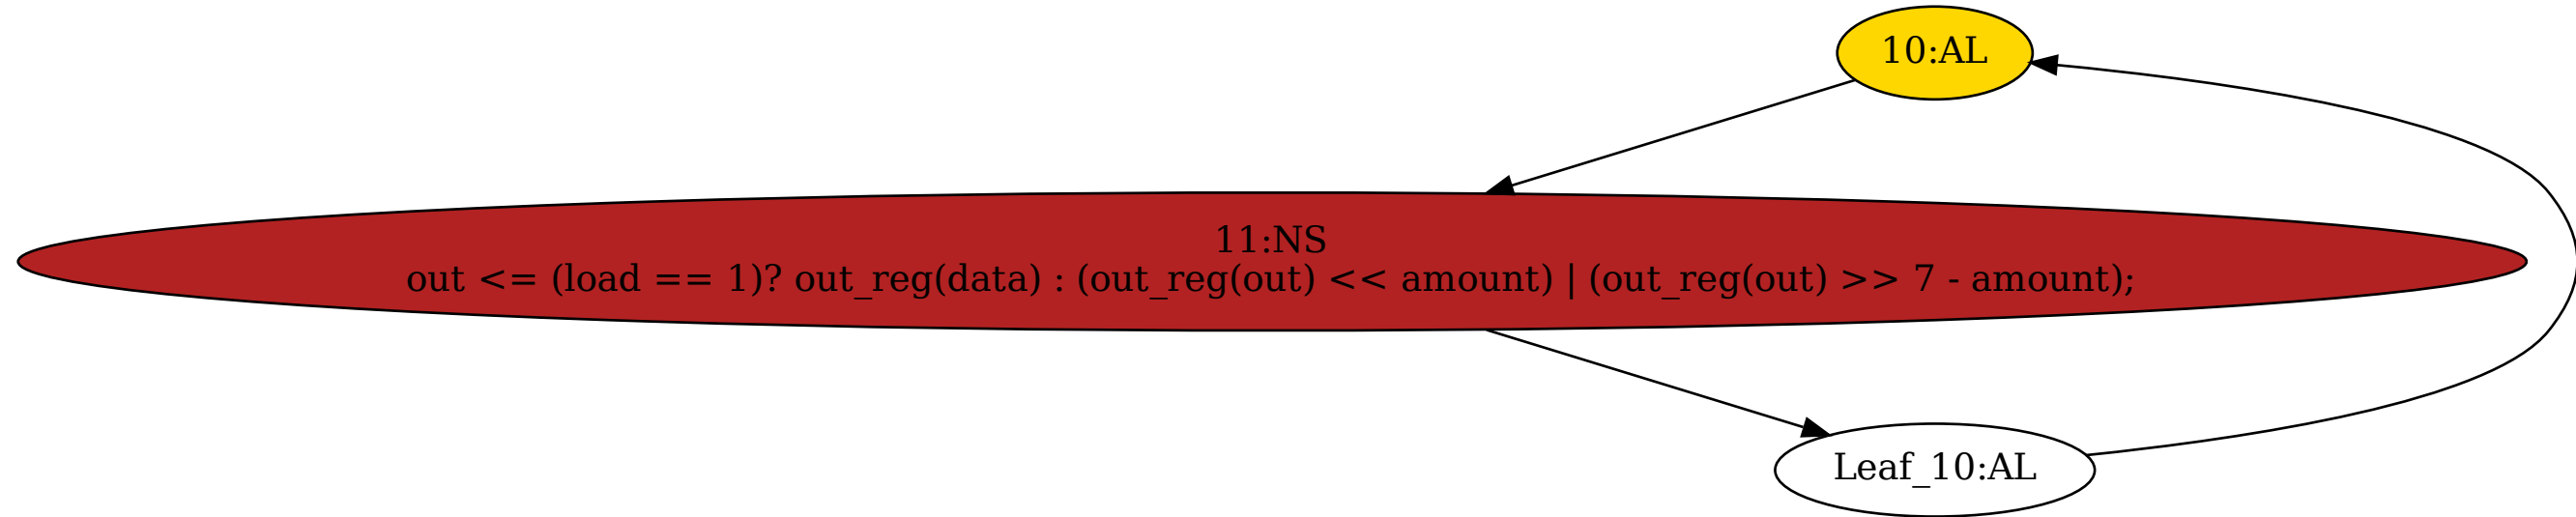 10:AL
11:NS
out <= (load == 1)? out_reg(data) : (out_reg(out) << amount) | (out_reg(out) >> 7 - amount);
Leaf_10:AL